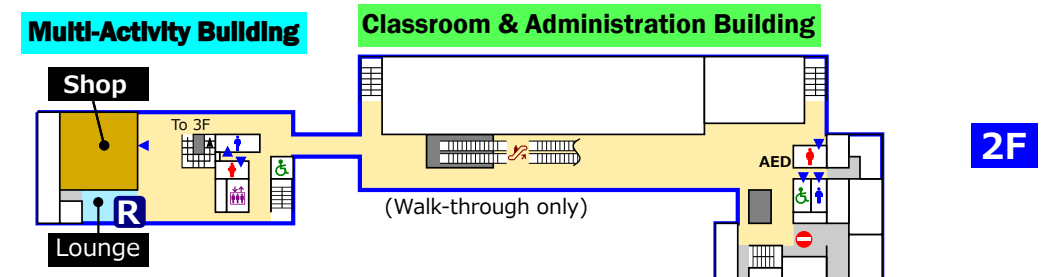 Multi-Activity Building
Classroom & Administration Building
Shop
To 3F
AED
2F
R
(Walk-through only)
Lounge